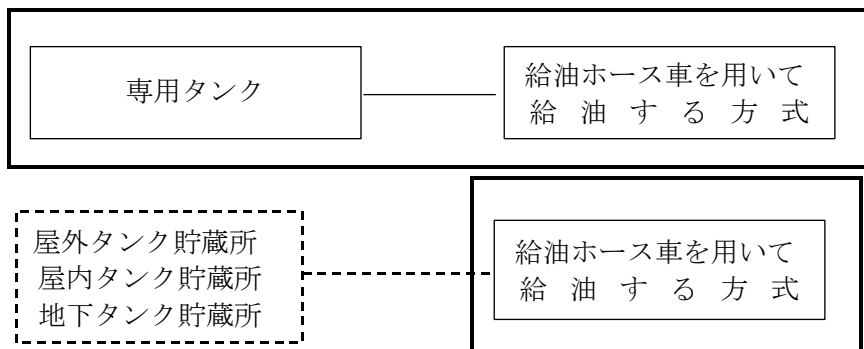 専用タンク
給油ホース車を用いて
給油する方式
屋外タンク貯蔵所
屋内タンク貯蔵所
地下タンク貯蔵所
給油ホース車を用いて
給油する方式